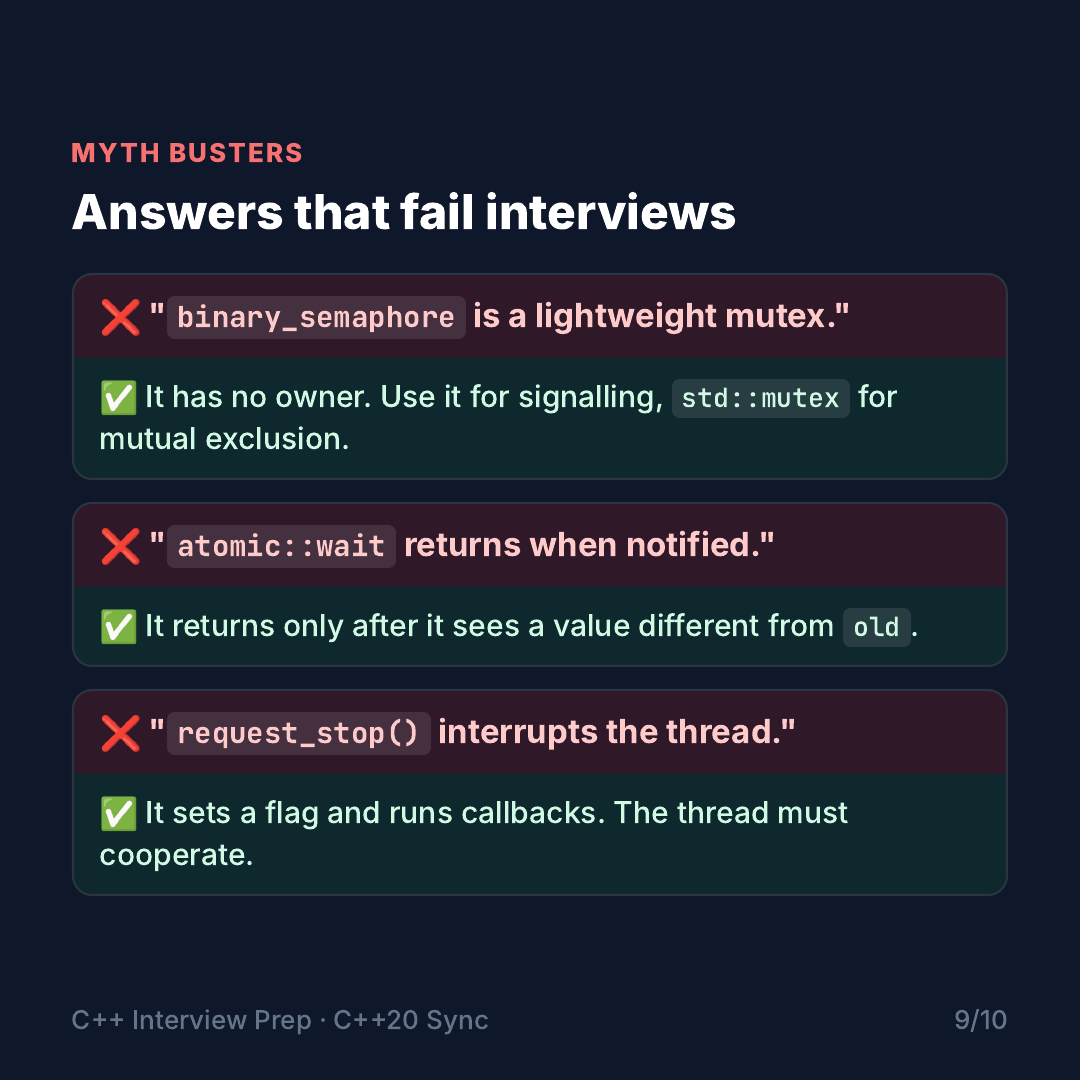 MYTH BUSTERS
Answers that fail interviews
❌ "binary_semaphore is a lightweight mutex."
✅ It has no owner. Use it for signalling, std::mutex for
mutual exclusion.
❌ "atomic::wait returns when notified."
✅ It returns only after it sees a value different from old.
❌ "request_stop() interrupts the thread."
✅ It sets a flag and runs callbacks. The thread must
cooperate.
C++ Interview Prep · C++20 Sync
9/10